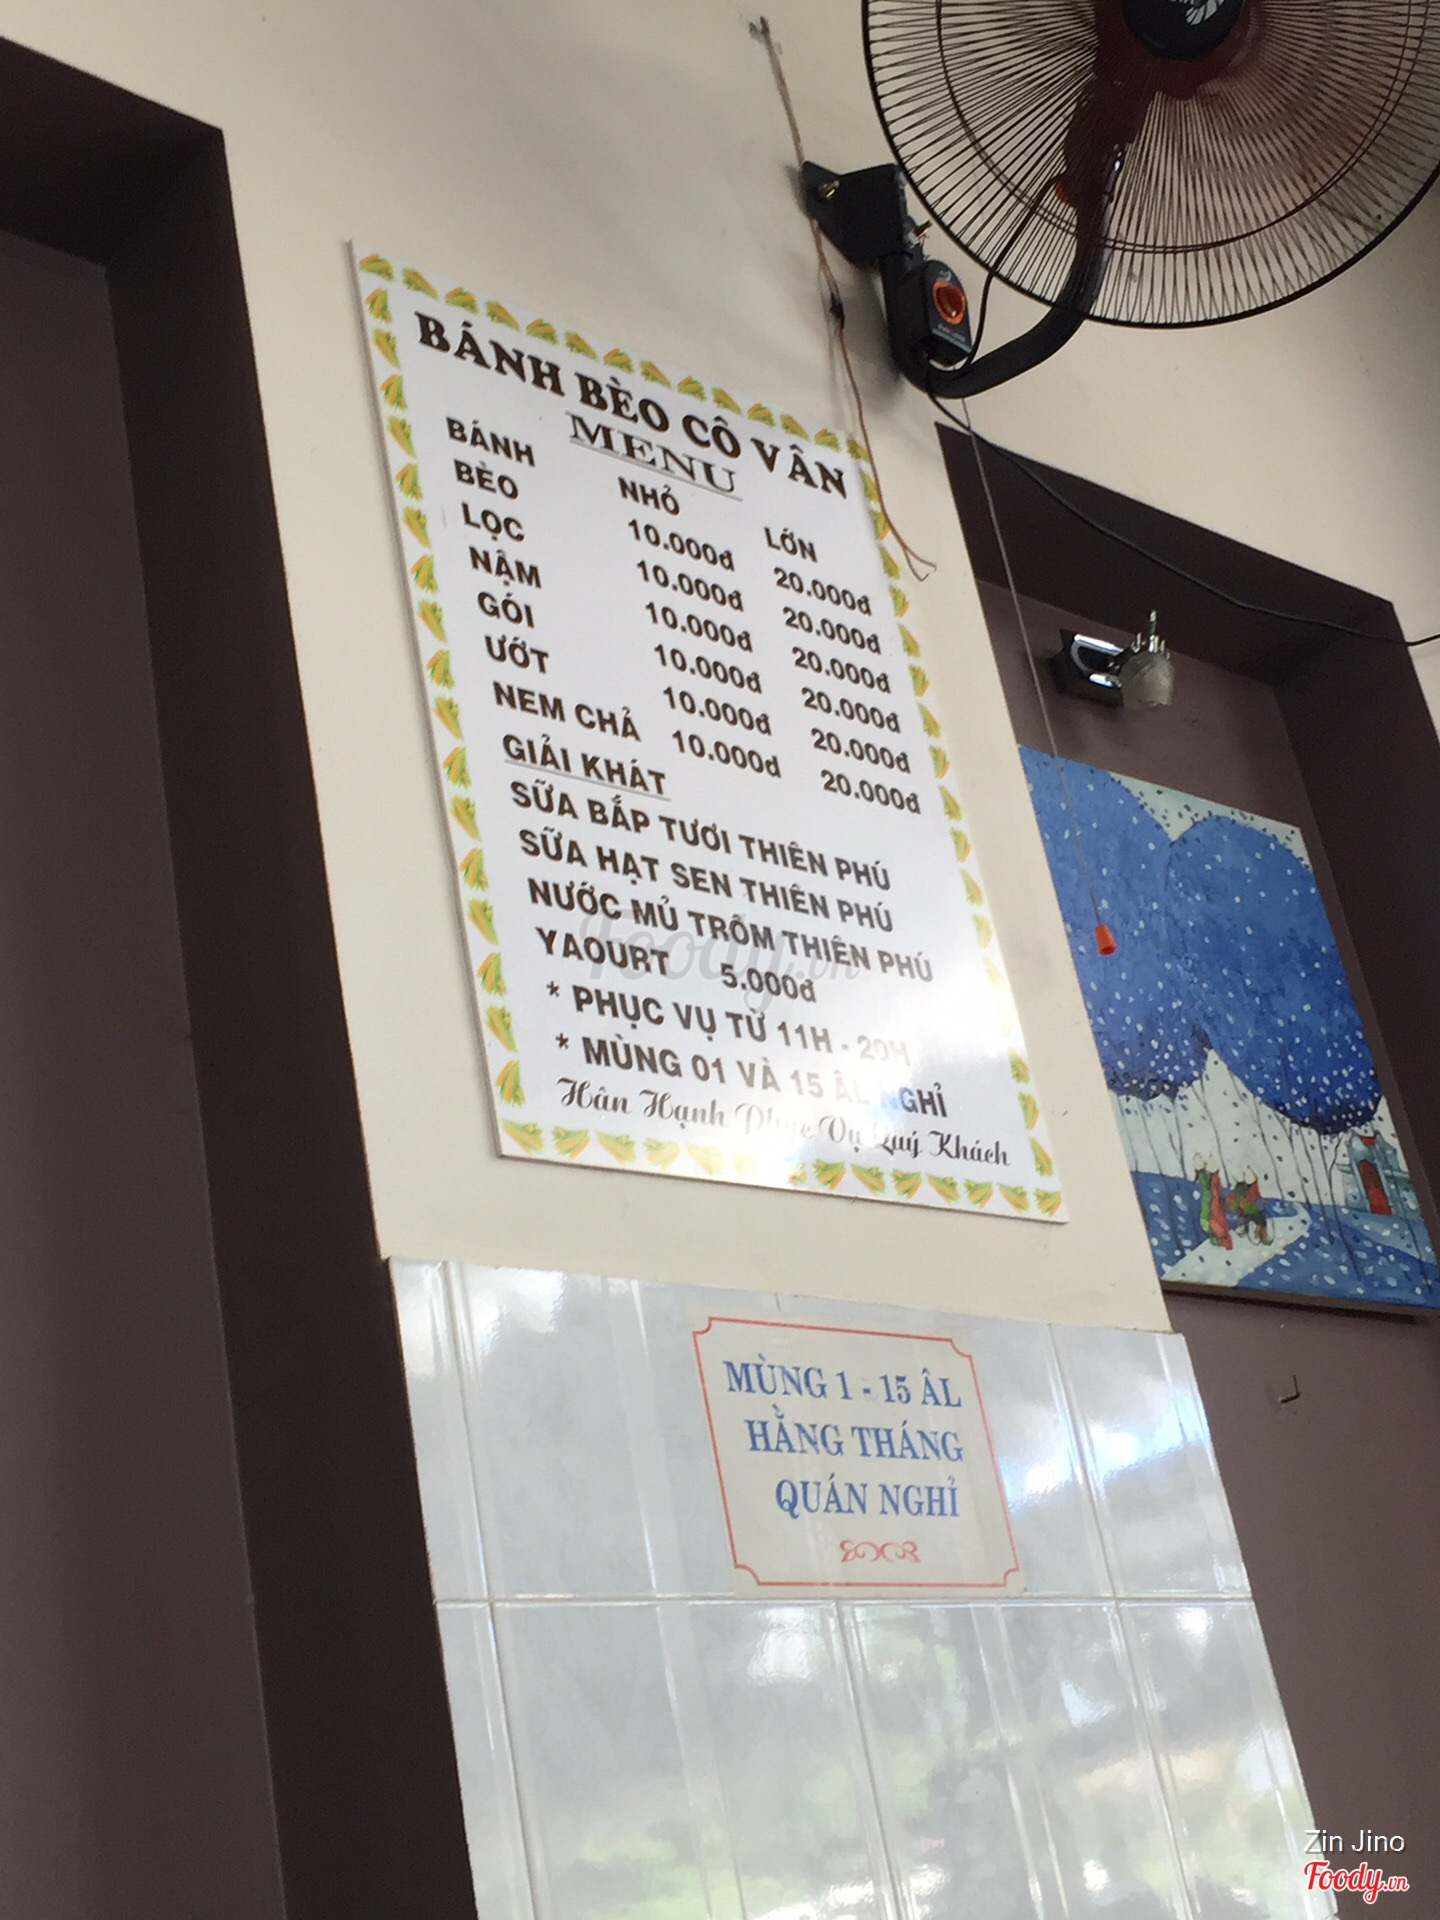 BÁNH BÈO CÔ VÂN
MENU
BÁNH NHỎ LỚN
BÈO 10.000đ 20.000đ
LỌC 10.000đ 20.000đ
NẬM 10.000đ 20.000đ
GÓI 10.000đ 20.000đ
ƯỚT 10.000đ 20.000đ
NEM CHẢ 10.000đ 20.000đ
GIẢI KHÁT
SỮA BẮP TƯƠI THIÊN PHÚ
SỮA HẠT SEN THIÊN PHÚ
NƯỚC MỦ TRÔM THIÊN PHÚ
YAOURT 5.000đ
* PHỤC VỤ TỪ 11H - 20H
* MÙNG 01 VÀ 15 ÂL NGHỈ
Hân Hạnh Phục Vụ Quý Khách
MÙNG 1 - 15 ÂL
HẰNG THÁNG
QUÁN NGHỈ
Foody.vn
Zin Jino
Foody.vn